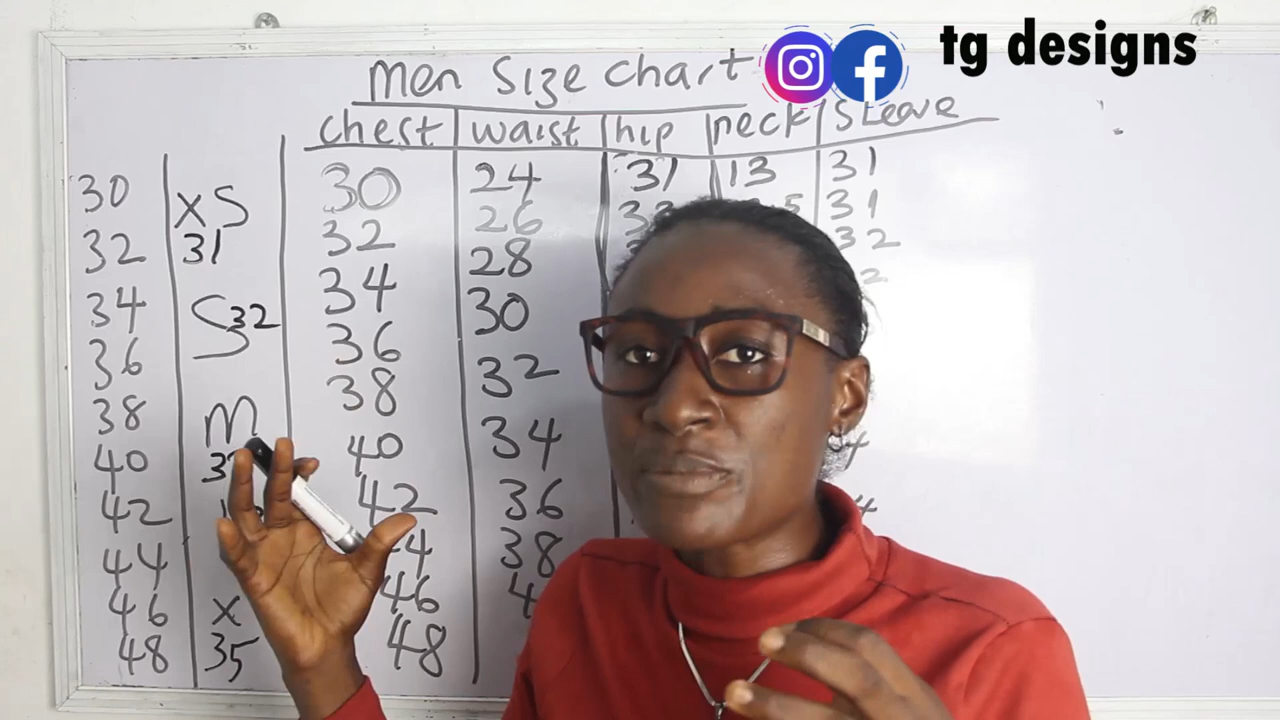 tg designs
men size chart
chest waist hip neck sleave
30 30 24 31 13 31
xS
32 31 32 26 31
34 S 32 34 28 32
36 36 30
38 38 32
M
40 40 34
42 42 36
44 38
46 x 46
48 35 48